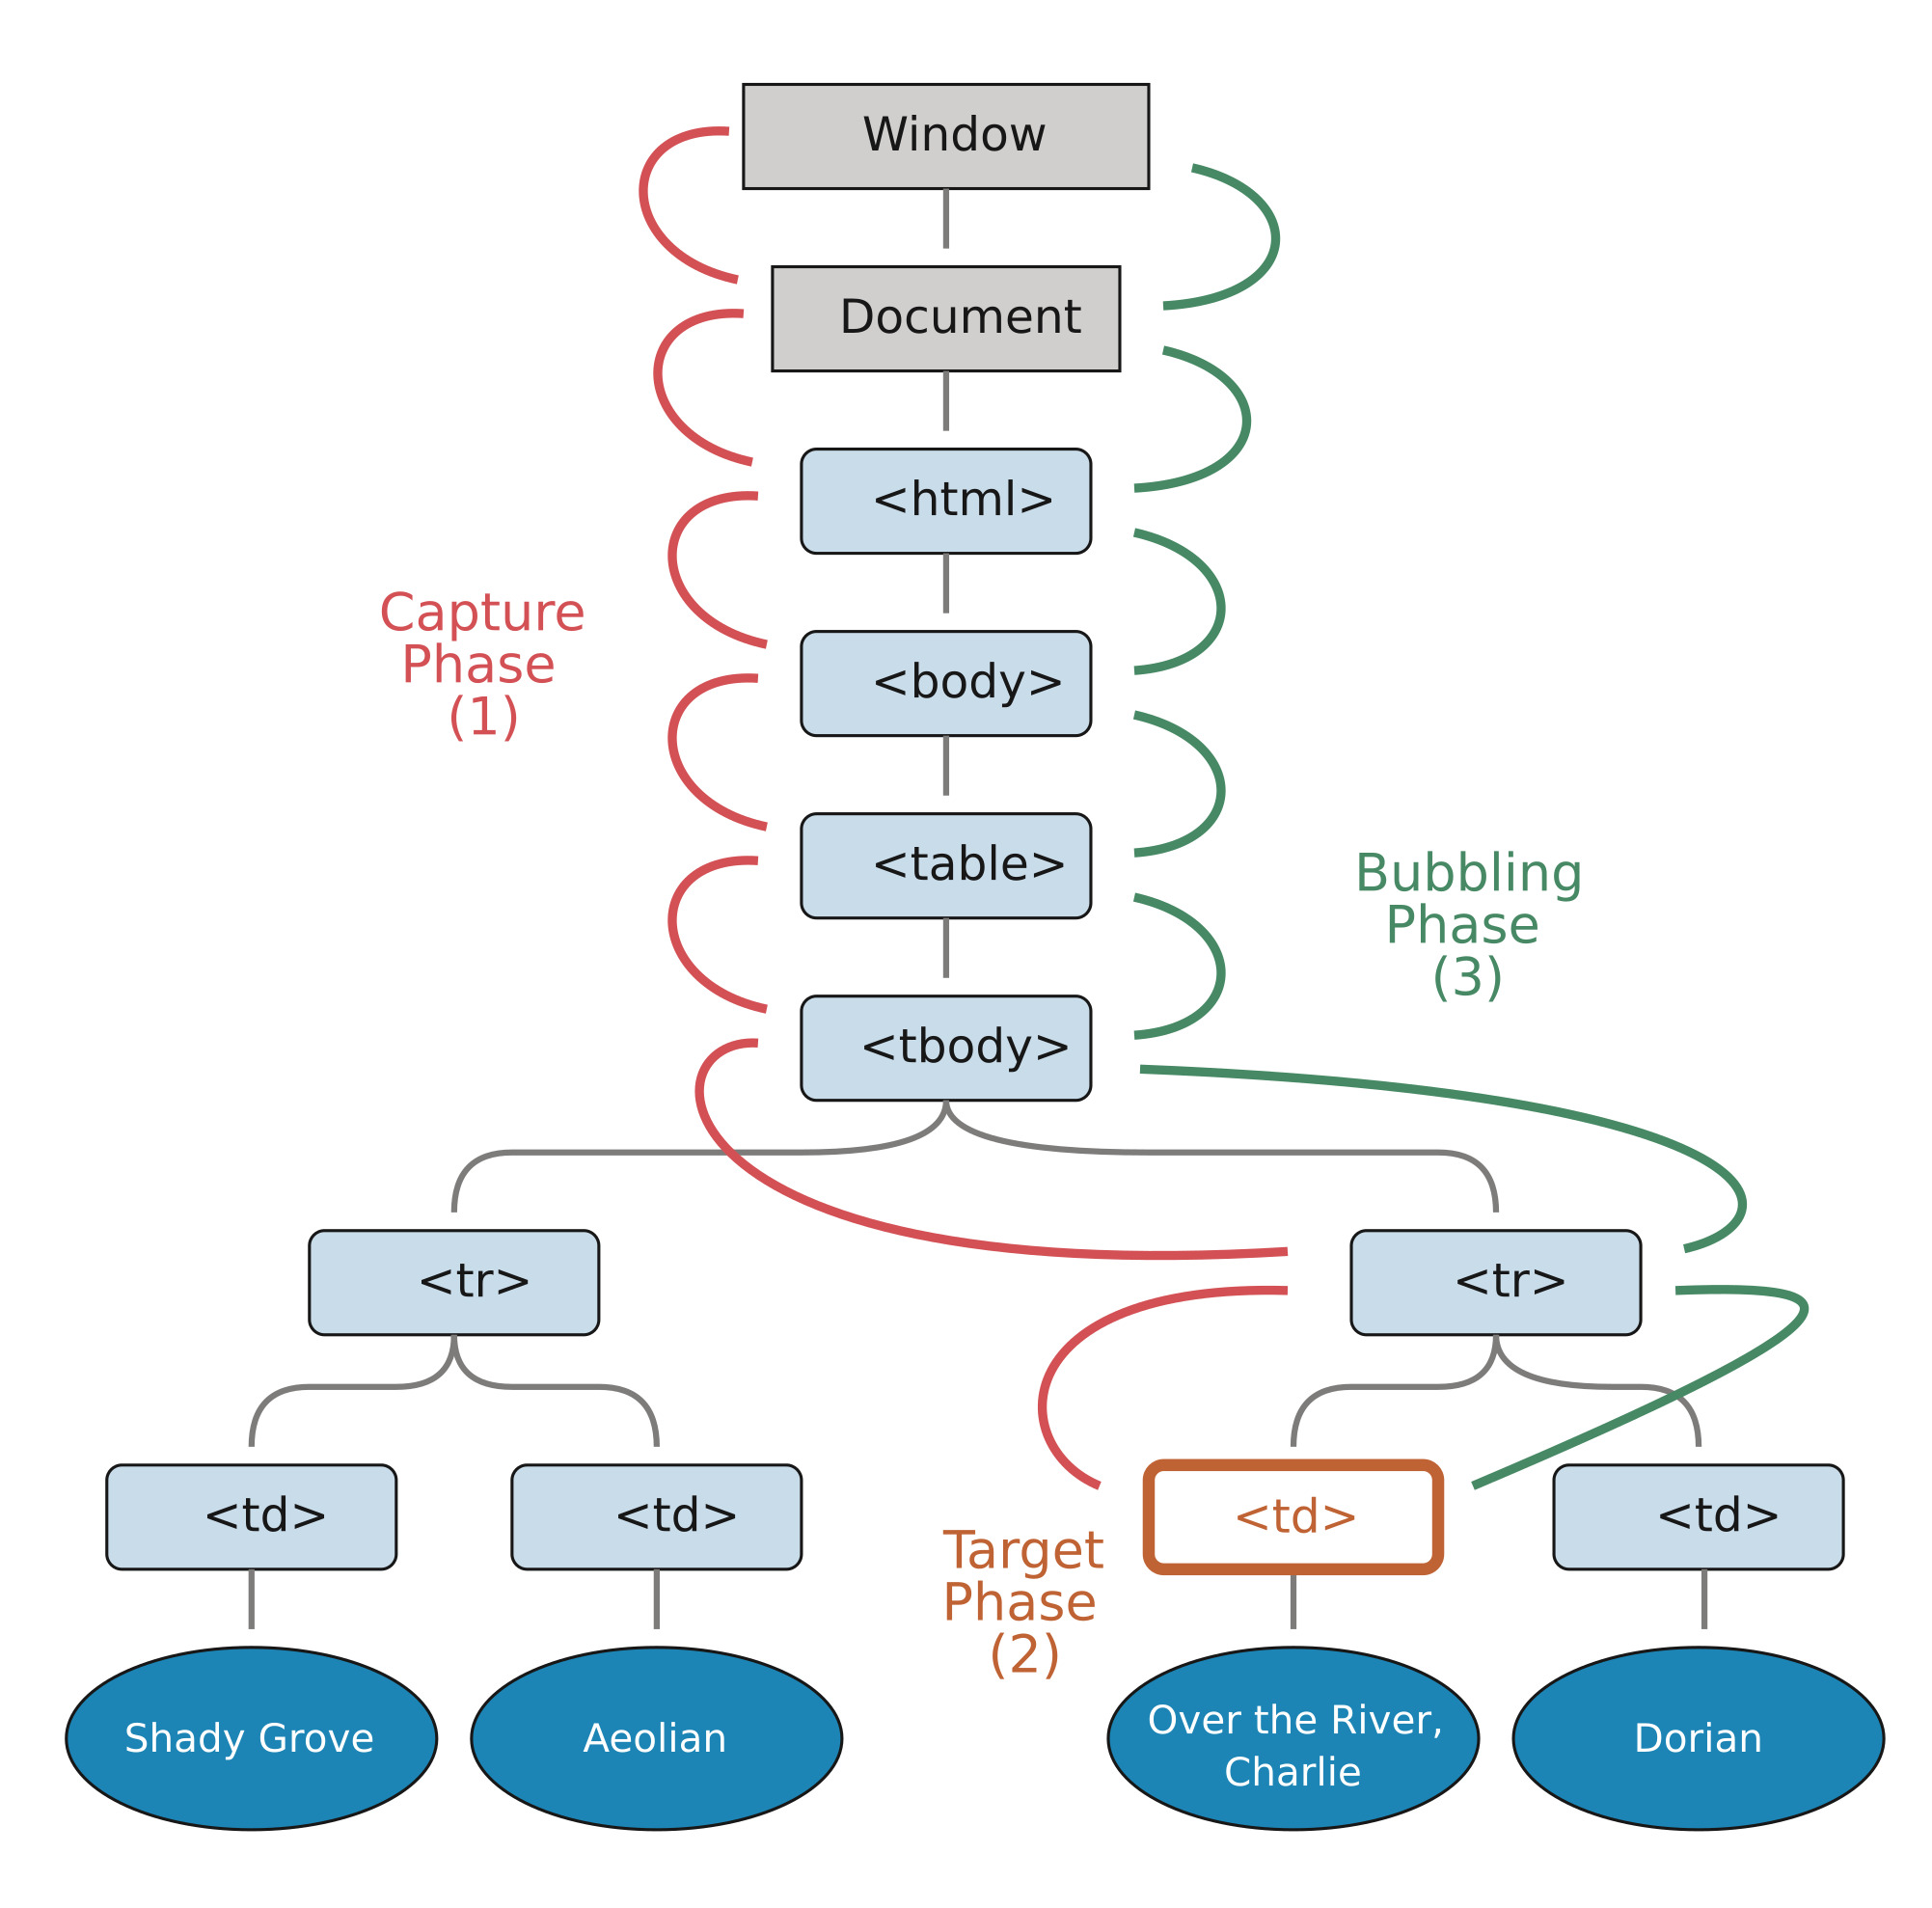 Window
Document
<html>
Capture
Phase
(1)
<body>
<table>
Bubbling
Phase
(3)
<tbody>
<tr>
<tr>
<td>
<td>
<td>
<td>
Target
Phase
(2)
Shady Grove
Aeolian
Over the River,
Charlie
Dorian